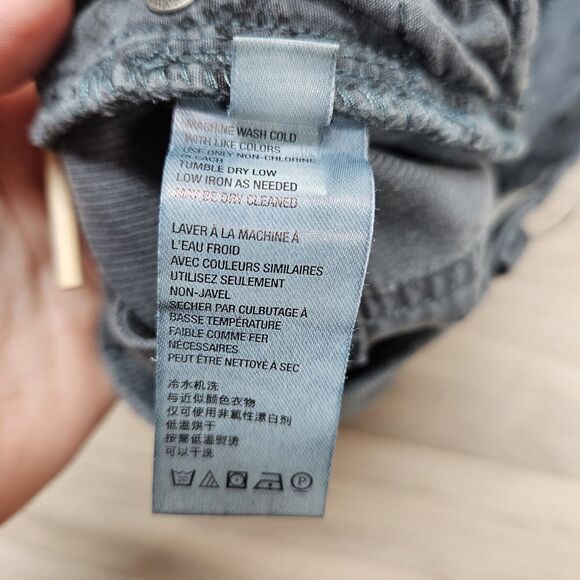 MACHINE WASH COLD
WITH LIKE COLORS
USE ONLY NON-CHLORINE
BLEACH
TUMBLE DRY LOW
LOW IRON AS NEEDED
MAY BE DRY CLEANED
LAVER À LA MACHINE À
L'EAU FROID
AVEC COULEURS SIMILAIRES
UTILISEZ SEULEMENT
NON-JAVEL
SECHER PAR CULBUTAGE À
BASSE TEMPÉRATURE
FAIBLE COMME FER
NÉCESSAIRES
PEUT ÊTRE NETTOYÉ A SEC
冷水机洗
与近似颜色衣物
仅可使用非氯性漂白剂
低温烘干
按需低温熨烫
可以干洗
30 P